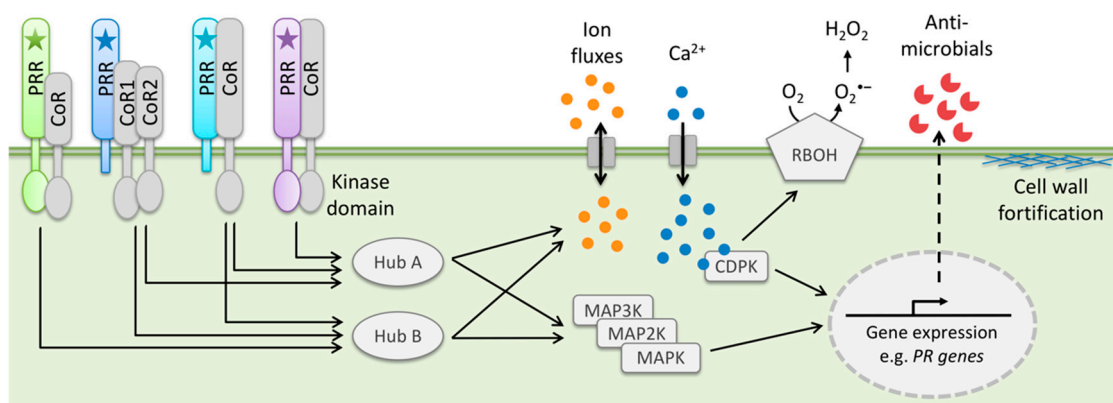 PRR
CoR
PRR
CoR1
CoR2
PRR
CoR
PRR
CoR
Kinase
domain
Ion
fluxes
Ca2+
H2O2
O2
O2•−
RBOH
Anti-
microbials
Cell wall
fortification
Hub A
Hub B
CDPK
MAP3K
MAP2K
MAPK
Gene expression
e.g. PR genes